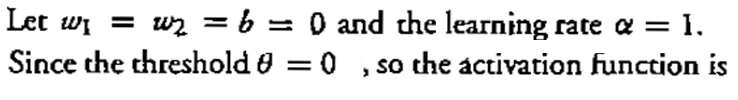 Let w₁ = w₂ = b = 0 and the learning rate α = 1.
Since the threshold θ = 0 , so the activation function is